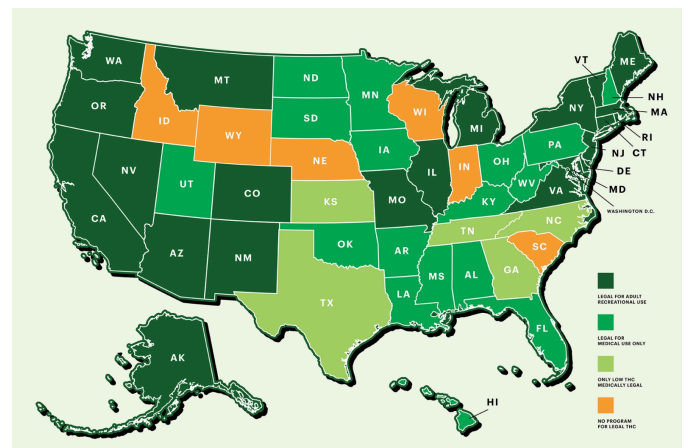 WA
MT
ND
MN
VT
ME
OR
ID
WY
SD
WI
MI
NY
NH
MA
RI
CT
NJ
DE
MD
WASHINGTON D.C.
NV
UT
CO
NE
IA
IL
IN
OH
PA
WV
VA
KY
CA
AZ
NM
KS
MO
OK
AR
TN
NC
SC
TX
LA
MS
AL
GA
FL
AK
HI
LEGAL FOR ADULT
RECREATIONAL USE
LEGAL FOR
MEDICAL USE ONLY
ONLY LOW THC
MEDICALLY LEGAL
NO PROGRAM
FOR LEGAL THC